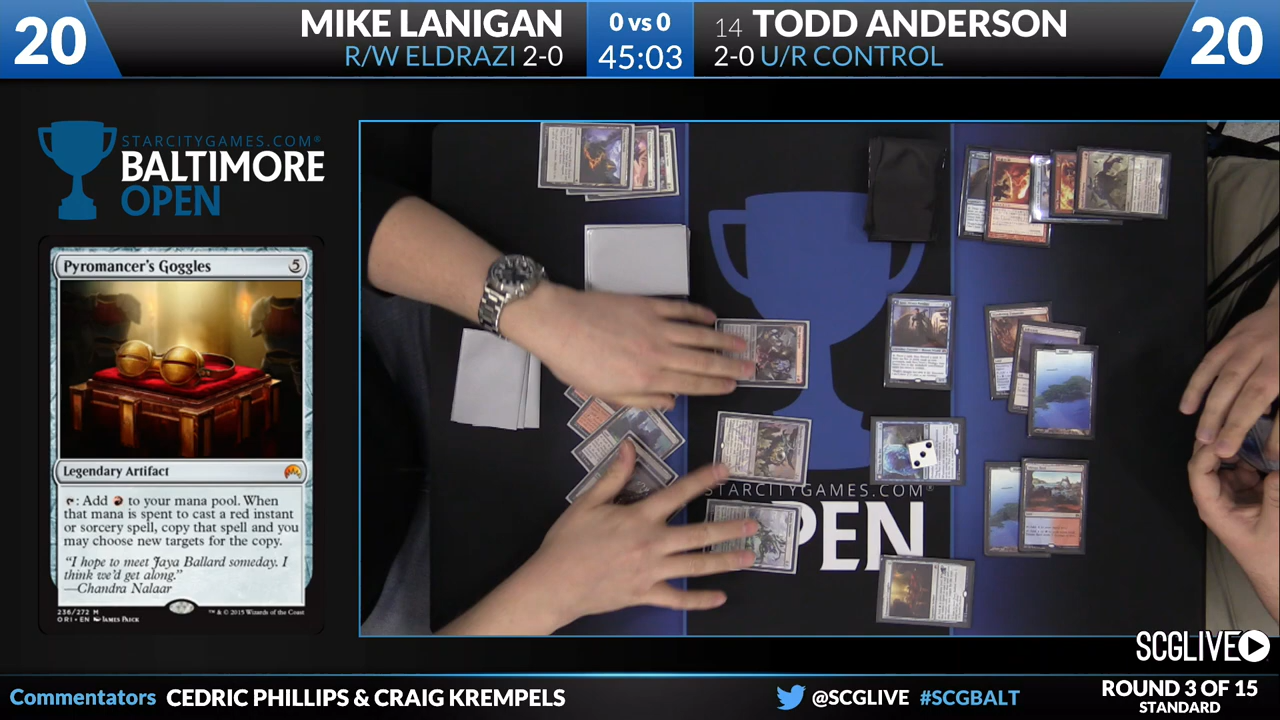 20
MIKE LANIGAN
R/W ELDRAZI 2-0
0 vs 0
45:03
14 TODD ANDERSON
2-0 U/R CONTROL
20
STARCITYGAMES.COM®
BALTIMORE
OPEN
Pyromancer's Goggles 5
Legendary Artifact
: Add to your mana pool. When
that mana is spent to cast a red instant
or sorcery spell, copy that spell and you
may choose new targets for the copy.
"I hope to meet Jaya Ballard someday. I
think we'd get along."
—Chandra Nalaar
236/272 M
ORI • EN JAMES PAICK
™ & © 2015 Wizards of the Coast
STARCITYGAMES.COM®
OPEN
SCGLIVE
Commentators CEDRIC PHILLIPS & CRAIG KREMPELS
@SCGLIVE #SCGBALT
ROUND 3 OF 15
STANDARD